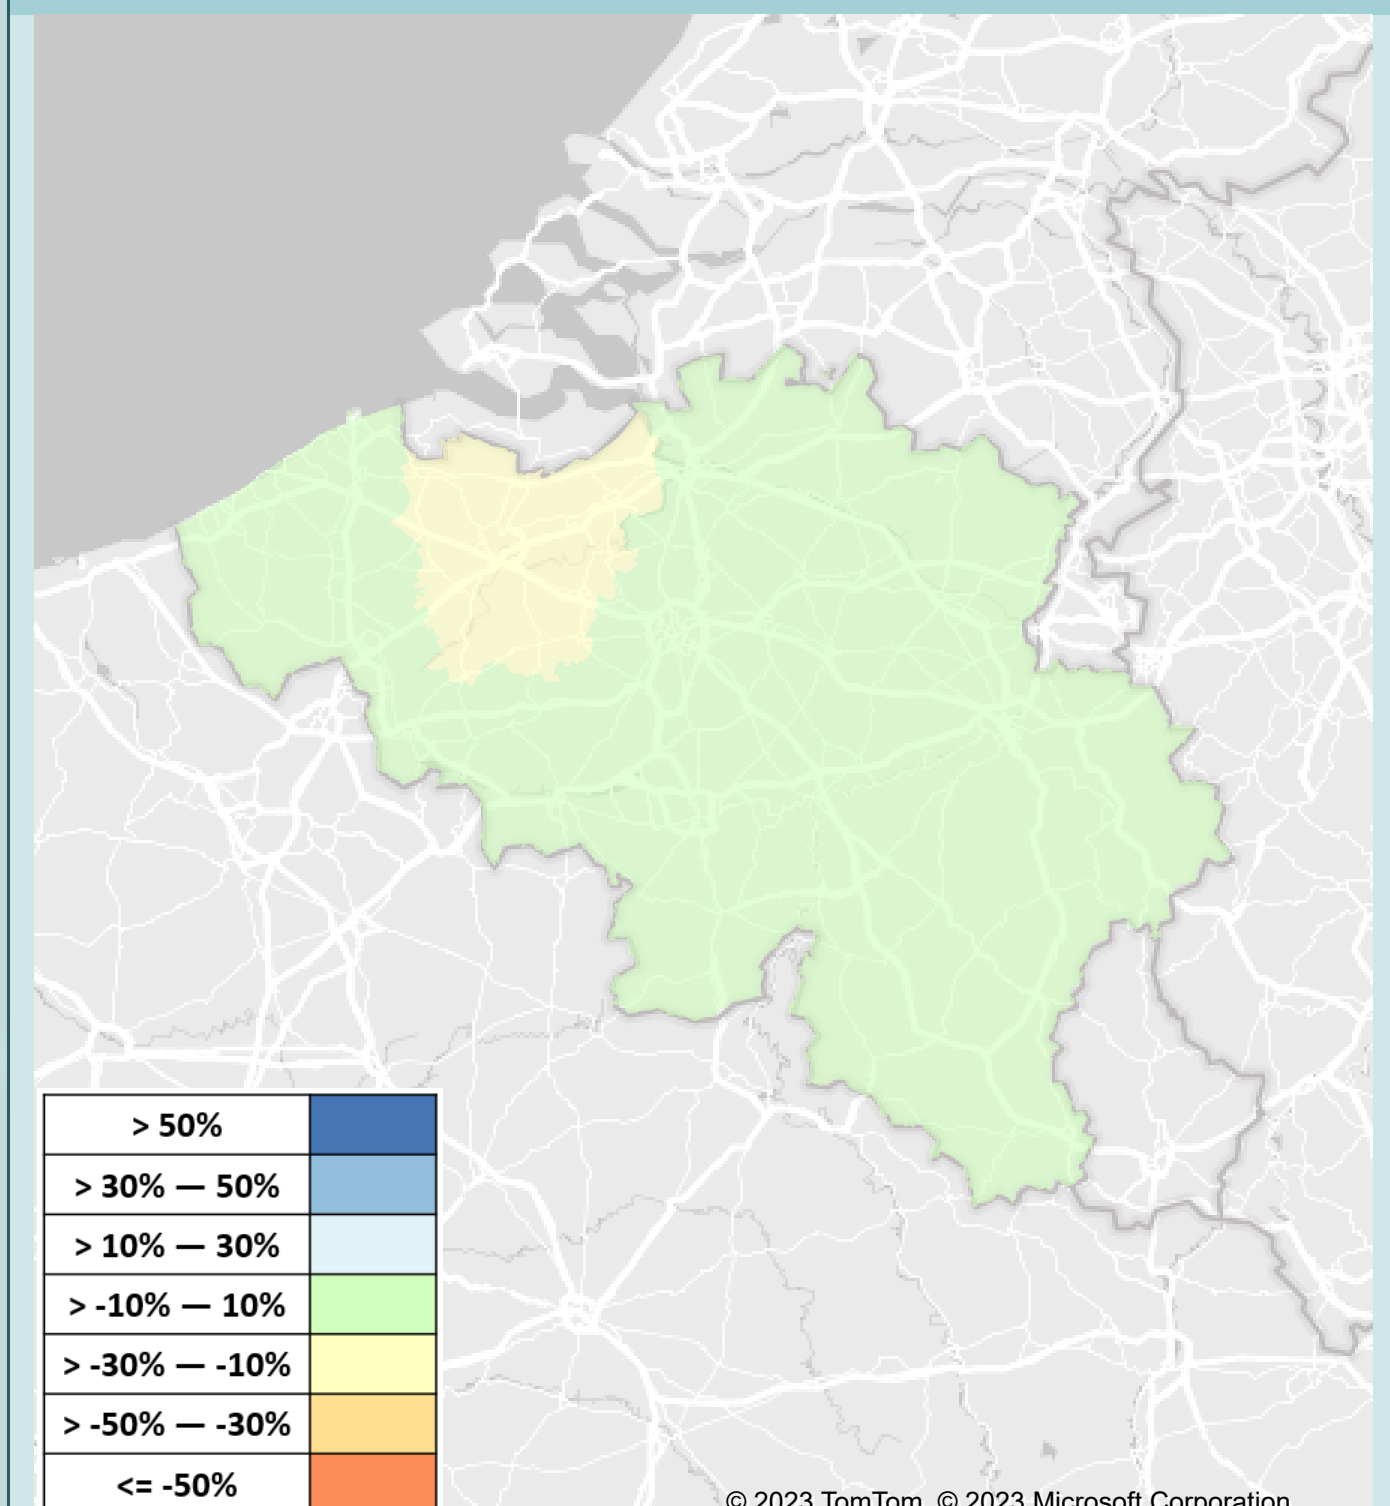 > 50%
> 30% — 50%
> 10% — 30%
> -10% — 10%
> -30% — -10%
> -50% — -30%
<= -50%
© 2023 TomTom, © 2023 Microsoft Corporation